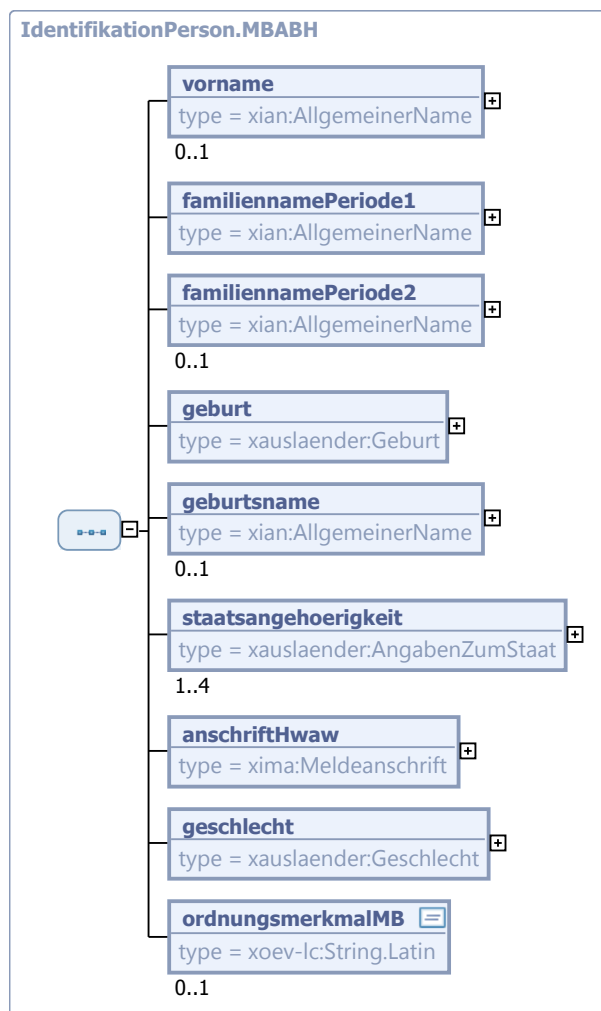 IdentifikationPerson.MBABH
vorname
type = xian:AllgemeinerName
0..1
familiennamePeriode1
type = xian:AllgemeinerName
familiennamePeriode2
type = xian:AllgemeinerName
0..1
geburt
type = xauslaender:Geburt
geburtsname
type = xian:AllgemeinerName
0..1
staatsangehoerigkeit
type = xauslaender:AngabenZumStaat
1..4
anschriftHwaw
type = xima:Meldeanschrift
geschlecht
type = xauslaender:Geschlecht
ordnungsmerkmalMB
type = xoev-lc:String.Latin
0..1